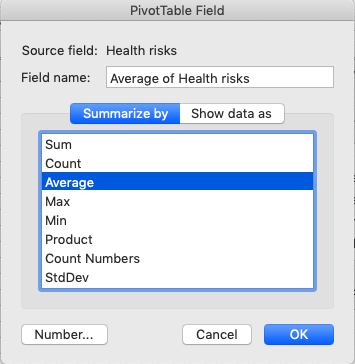 PivotTable Field
Source field: Health risks
Field name: Average of Health risks
Summarize by Show data as
Sum
Count
Average
Max
Min
Product
Count Numbers
StdDev
Number... Cancel OK